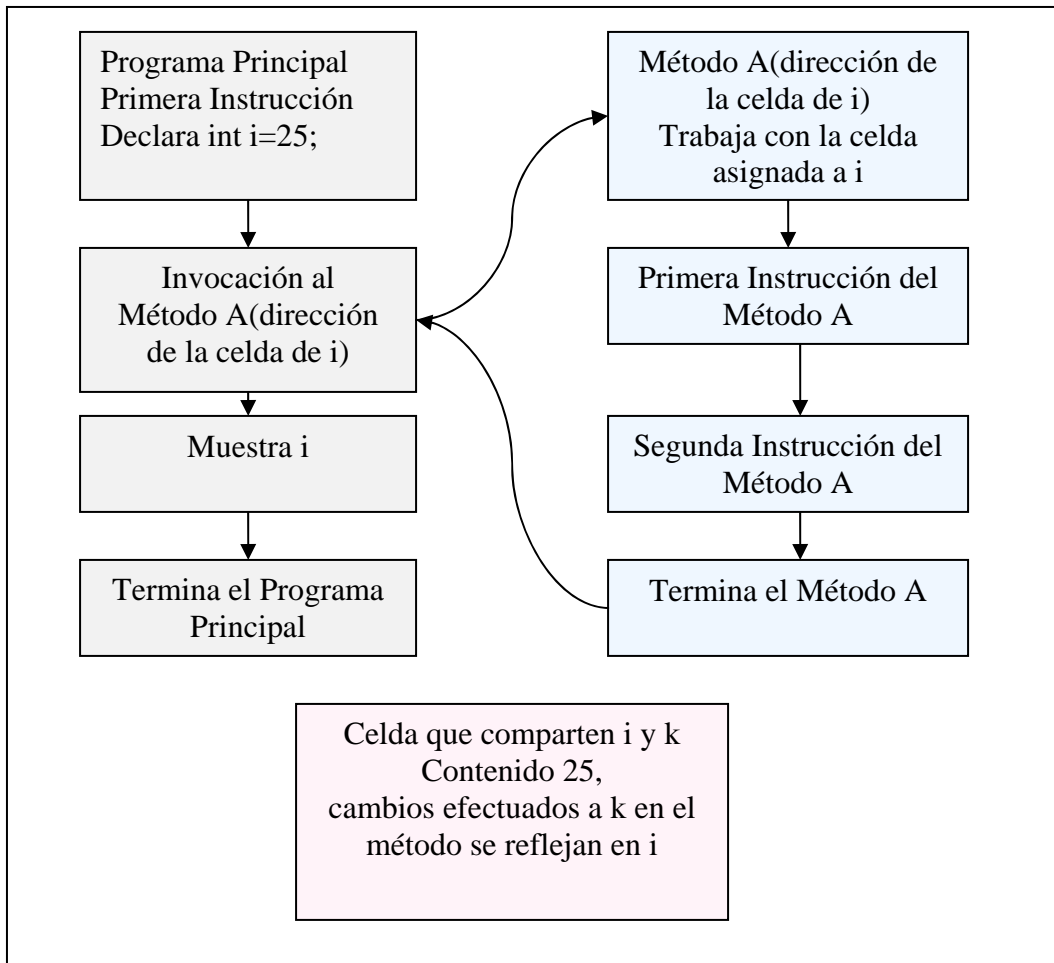 Programa Principal
Primera Instrucción
Declara int i=25;
Invocación al
Método A(dirección
de la celda de i)
Muestra i
Termina el Programa
Principal
Método A(dirección de
la celda de i)
Trabaja con la celda
asignada a i
Primera Instrucción del
Método A
Segunda Instrucción del
Método A
Termina el Método A
Celda que comparten i y k
Contenido 25,
cambios efectuados a k en el
método se reflejan en i